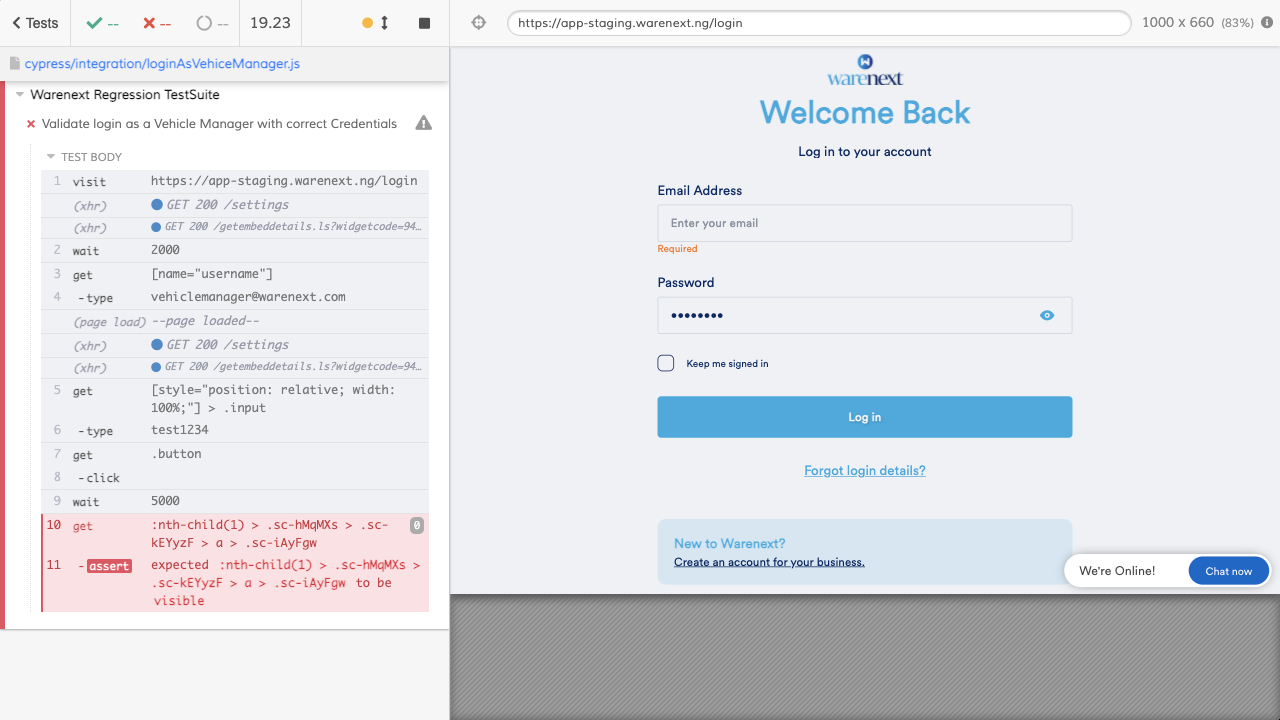 Tests
--
--
--
19.23
https://app-staging.warenext.ng/login
1000 x 660 (83%)
cypress/integration/loginAsVehiceManager.js
Warenext Regression TestSuite
Validate login as a Vehicle Manager with correct Credentials
TEST BODY
1 visit https://app-staging.warenext.ng/login
(xhr) GET 200 /settings
(xhr) GET 200 /getembeddetails.ls?widgetcode=94…
2 wait 2000
3 get [name="username"]
4 -type vehiclemanager@warenext.com
(page load) --page loaded--
(xhr) GET 200 /settings
(xhr) GET 200 /getembeddetails.ls?widgetcode=94…
5 get [style="position: relative; width:
100%;"] > .input
6 -type test1234
7 get .button
8 -click
9 wait 5000
10 get :nth-child(1) > .sc-hMqMXs > .sc- 0
kEYyzF > a > .sc-iAyFgw
11 -assert expected :nth-child(1) > .sc-hMqMXs >
.sc-kEYyzF > a > .sc-iAyFgw to be
visible
warenext
Welcome Back
Log in to your account
Email Address
Enter your email
Required
Password
••••••••
Keep me signed in
Log in
Forgot login details?
New to Warenext?
Create an account for your business.
We're Online!
Chat now